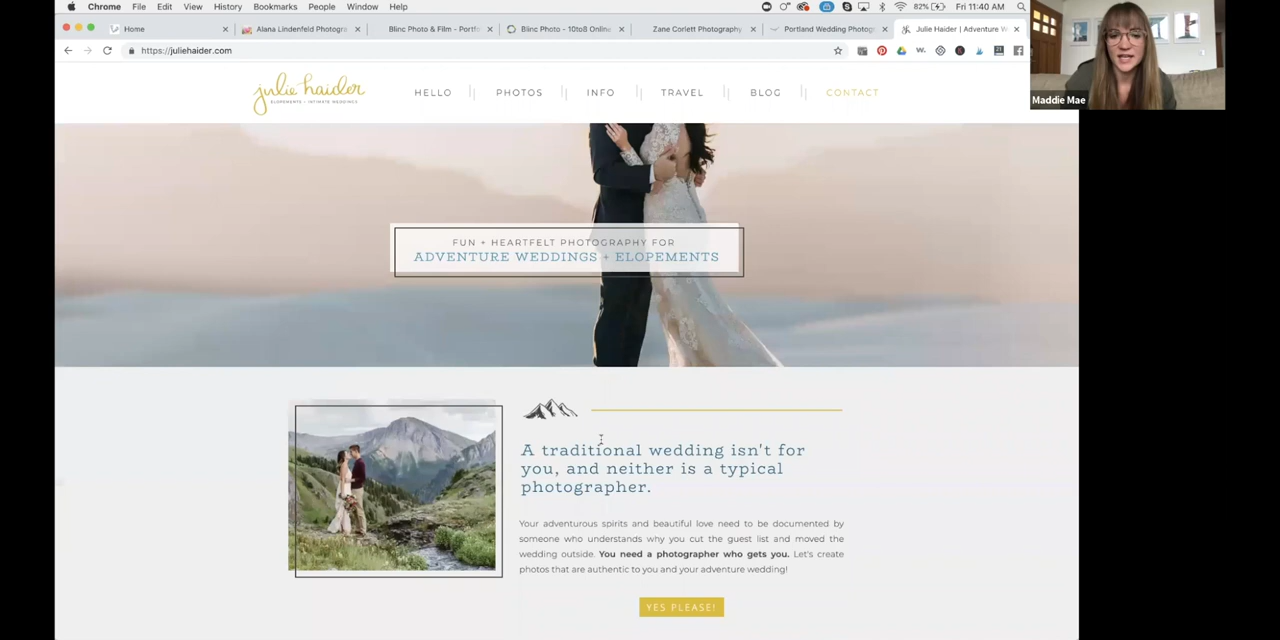 Chrome File Edit View History Bookmarks People Window Help
82% Fri 11:40 AM
Home
Alana Lindenfeld Photogra
Blinc Photo & Film - Portfo
Blinc Photo - 10to8 Online
Zane Corlett Photography
Portland Wedding Photog
Julie Haider | Adventure W
https://juliehaider.com
Maddie Mae
julie haider
ELOPEMENTS + INTIMATE WEDDINGS
HELLO PHOTOS INFO TRAVEL BLOG CONTACT
FUN + HEARTFELT PHOTOGRAPHY FOR
ADVENTURE WEDDINGS + ELOPEMENTS
A traditional wedding isn't for
you, and neither is a typical
photographer.
Your adventurous spirits and beautiful love need to be documented by
someone who understands why you cut the guest list and moved the
wedding outside. You need a photographer who gets you. Let's create
photos that are authentic to you and your adventure wedding!
YES PLEASE!